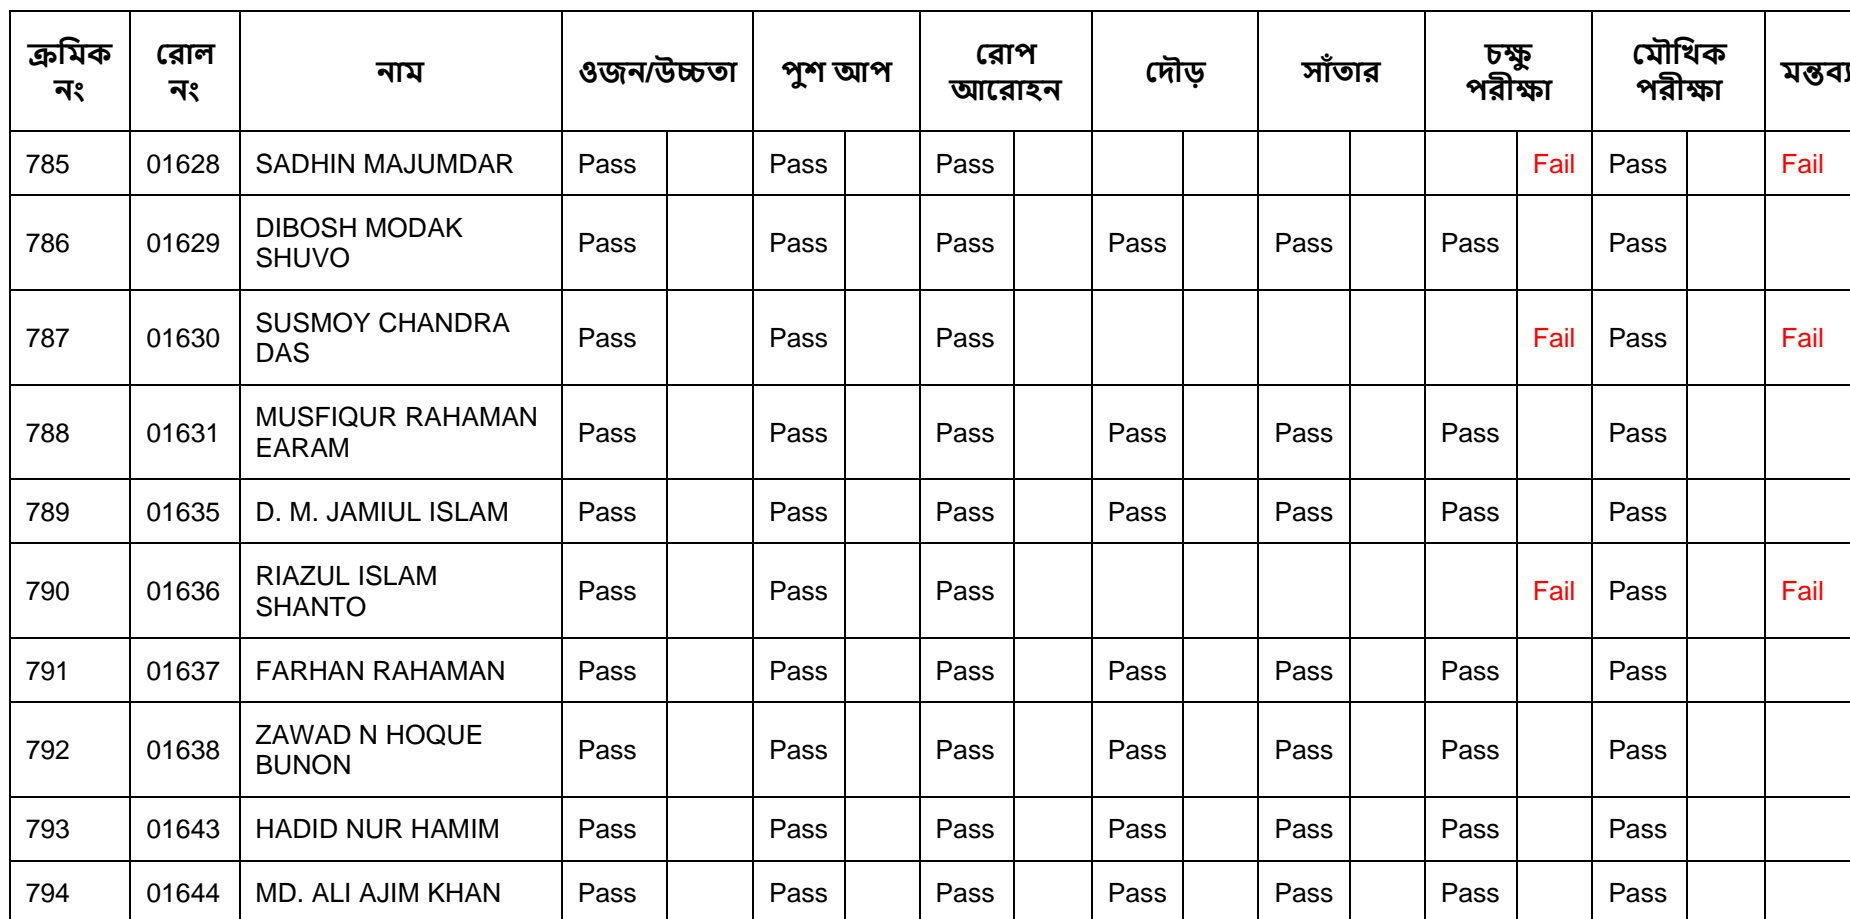 ক্রমিক নং রোল নং নাম ওজন/উচ্চতা পুশ আপ রোপ আরোহন দৌড় সাঁতার চক্ষু পরীক্ষা মৌখিক পরীক্ষা মন্তব্য
785 01628 SADHIN MAJUMDAR Pass Pass Pass Fail Pass Fail
786 01629 DIBOSH MODAK SHUVO Pass Pass Pass Pass Pass Pass Pass
787 01630 SUSMOY CHANDRA DAS Pass Pass Pass Fail Pass Fail
788 01631 MUSFIQUR RAHAMAN EARAM Pass Pass Pass Pass Pass Pass Pass
789 01635 D. M. JAMIUL ISLAM Pass Pass Pass Pass Pass Pass Pass
790 01636 RIAZUL ISLAM SHANTO Pass Pass Pass Fail Pass Fail
791 01637 FARHAN RAHAMAN Pass Pass Pass Pass Pass Pass Pass
792 01638 ZAWAD N HOQUE BUNON Pass Pass Pass Pass Pass Pass Pass
793 01643 HADID NUR HAMIM Pass Pass Pass Pass Pass Pass Pass
794 01644 MD. ALI AJIM KHAN Pass Pass Pass Pass Pass Pass Pass